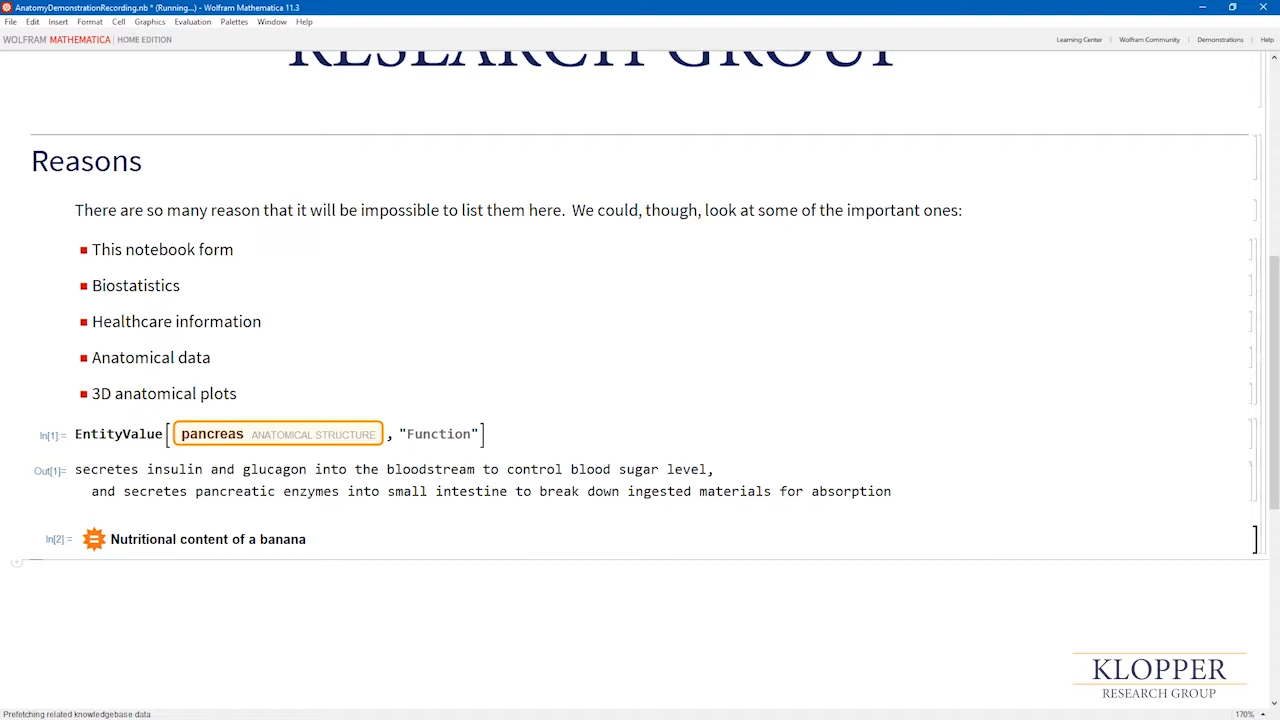 AnatomyDemonstrationRecording.nb * (Running...) - Wolfram Mathematica 11.3
File Edit Insert Format Cell Graphics Evaluation Palettes Window Help
WOLFRAM MATHEMATICA | HOME EDITION
Learning Center | Wolfram Community | Demonstrations | Help
RESEARCH GROUP
Reasons
There are so many reason that it will be impossible to list them here. We could, though, look at some of the important ones:
This notebook form
Biostatistics
Healthcare information
Anatomical data
3D anatomical plots
In[1]:= EntityValue[ pancreas ANATOMICAL STRUCTURE , "Function"]
Out[1]= secretes insulin and glucagon into the bloodstream to control blood sugar level,
and secretes pancreatic enzymes into small intestine to break down ingested materials for absorption
In[2]:= Nutritional content of a banana
KLOPPER
RESEARCH GROUP
Prefetching related knowledgebase data
170%